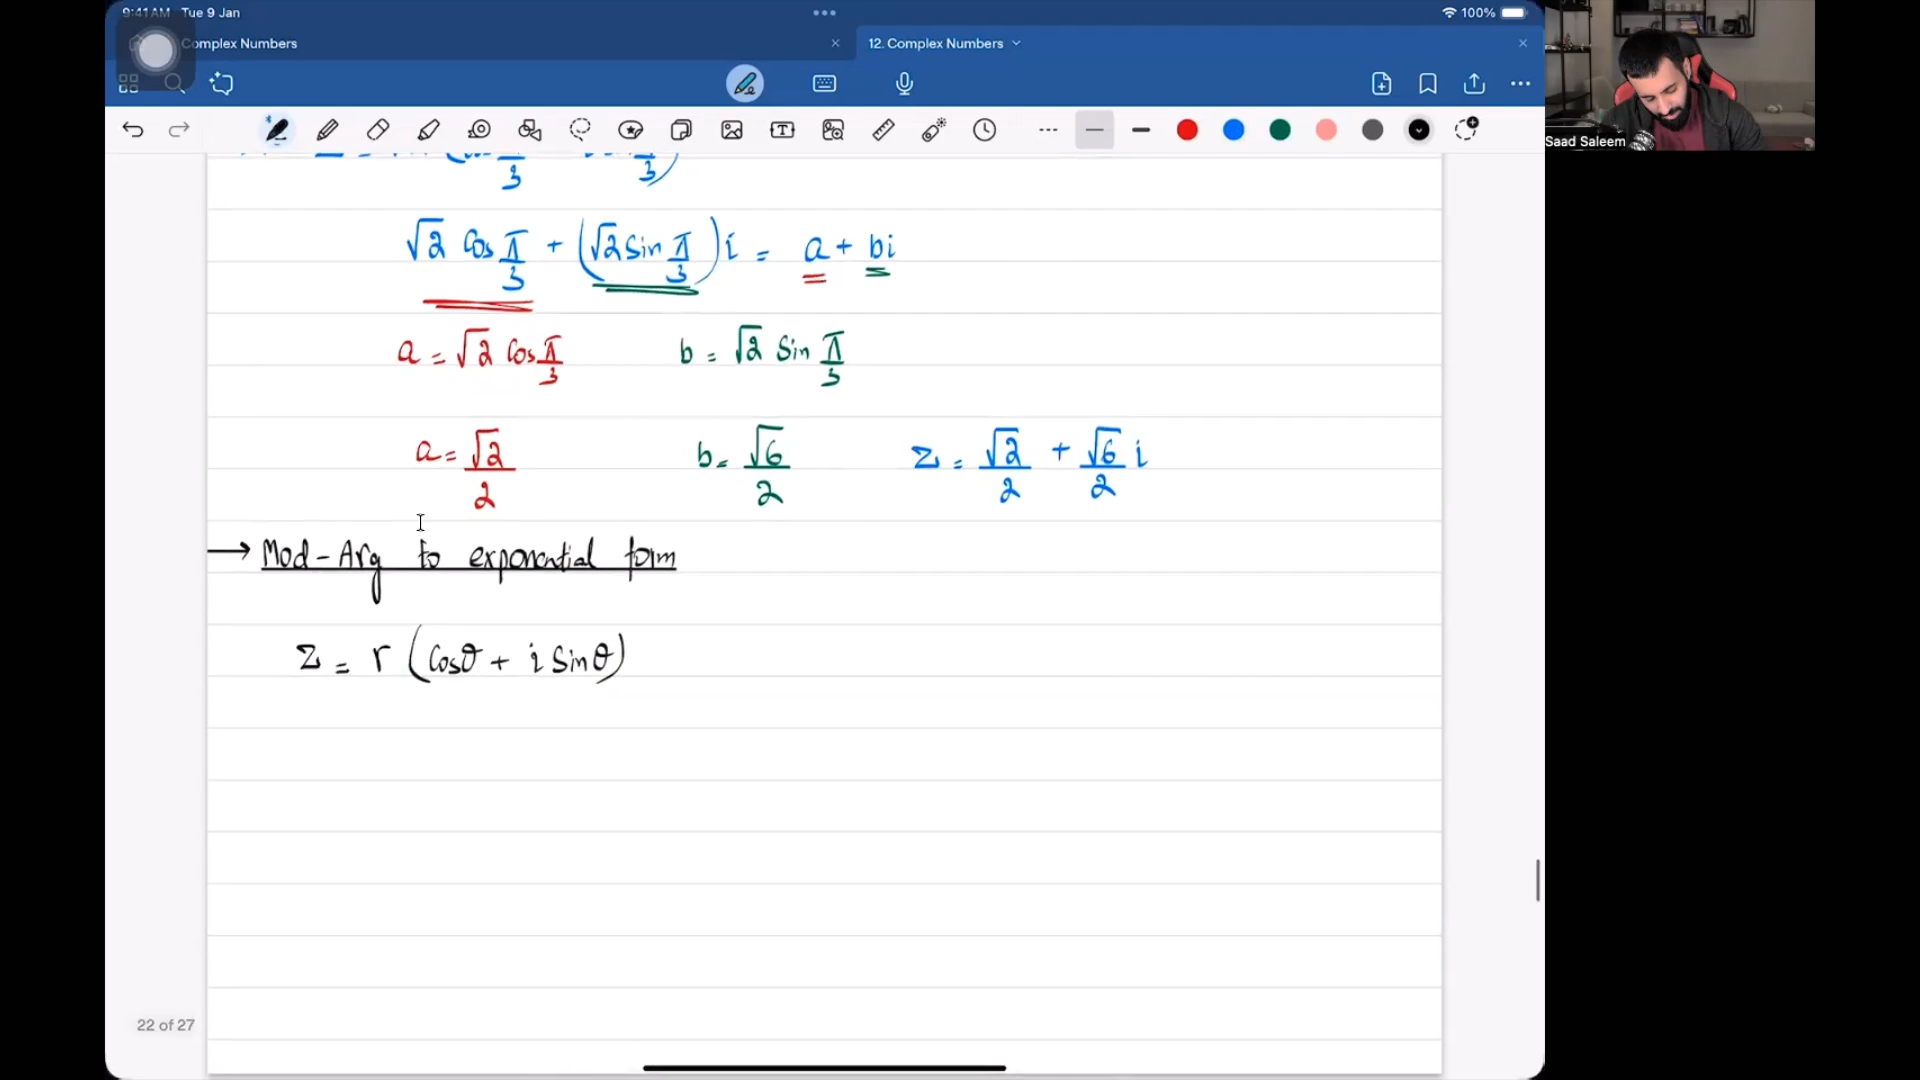 9:41 AM Tue 9 Jan
100%
Complex Numbers
12. Complex Numbers
Saad Saleem
√2 Cos π/3 + (√2 Sin π/3) i = a + bi
a = √2 Cos π/3 b = √2 Sin π/3
a = √2/2 b = √6/2 z = √2/2 + √6/2 i
→ Mod-Arg to exponential form
z = r (Cosθ + i Sinθ)
22 of 27